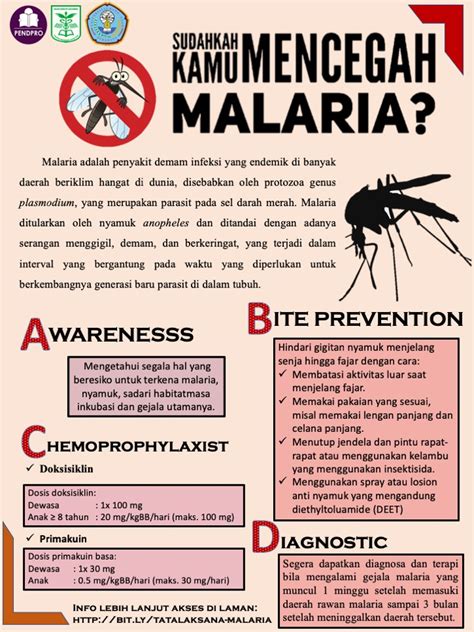 PENDPRO
SUDAHKAH
KAMU MENCEGAH
MALARIA?
Malaria adalah penyakit demam infeksi yang endemik di banyak
daerah beriklim hangat di dunia, disebabkan oleh protozoa genus
plasmodium, yang merupakan parasit pada sel darah merah. Malaria
ditularkan oleh nyamuk anopheles dan ditandai dengan adanya
serangan menggigil, demam, dan berkeringat, yang terjadi dalam
interval yang bergantung pada waktu yang diperlukan untuk
berkembangnya generasi baru parasit di dalam tubuh.
AWARENESSS
Mengetahui segala hal yang
beresiko untuk terkena malaria,
nyamuk, sadari habitatmasa
inkubasi dan gejala utamanya.
BITE PREVENTION
Hindari gigitan nyamuk menjelang
senja hingga fajar dengan cara:
✓ Membatasi aktivitas luar saat
menjelang fajar.
✓ Memakai pakaian yang sesuai,
misal memakai lengan panjang dan
celana panjang.
✓ Menutup jendela dan pintu rapat-
rapat atau menggunakan kelambu
yang menggunakan insektisida.
✓ Menggunakan spray atau losion
anti nyamuk yang mengandung
diethyltoluamide (DEET)
CHEMOPROPHYLAXIST
✓ Doksisiklin
Dosis doksisiklin:
Dewasa : 1x 100 mg
Anak ≥ 8 tahun : 20 mg/kgBB/hari (maks. 100 mg)
✓ Primakuin
Dosis primakuin basa:
Dewasa : 1x 30 mg
Anak : 0.5 mg/kgBB/hari (maks. 30 mg/hari)
DIAGNOSTIC
Segera dapatkan diagnosa dan terapi
bila mengalami gejala malaria yang
muncul 1 minggu setelah memasuki
daerah rawan malaria sampai 3 bulan
setelah meninggalkan daerah tersebut.
INFO LEBIH LANJUT AKSES DI LAMAN:
HTTP://BIT.LY/TATALAKSANA-MALARIA